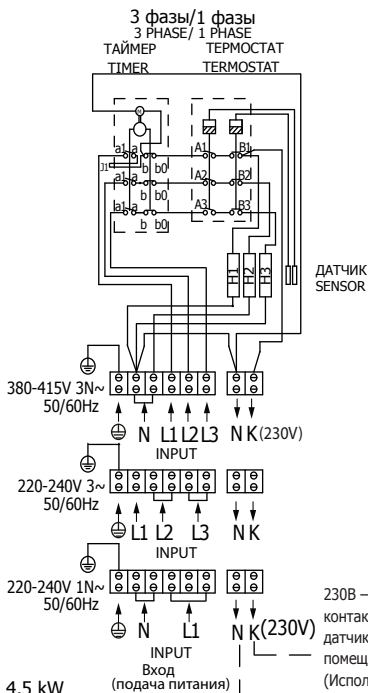 3 фазы/1 фазы
3 PHASE/ 1 PHASE
ТАЙМЕР ТЕРМОСТАТ
TIMER TERMOSTAT
M
a1 a A1 B1
J1 b b0
a1 a A2 B2
a1 a A3 B3
b b0
H1 H2 H3
ДАТЧИК
SENSOR
380-415V 3N~
50/60Hz
N L1 L2 L3 N K (230V)
INPUT
220-240V 3~
50/60Hz
L1 L2 L3 N K
INPUT
220-240V 1N~
50/60Hz
N L1 N K (230V)
INPUT
Вход
(подача питания)
4.5 kW
230В –
контак
датчик
помещ
(Испол